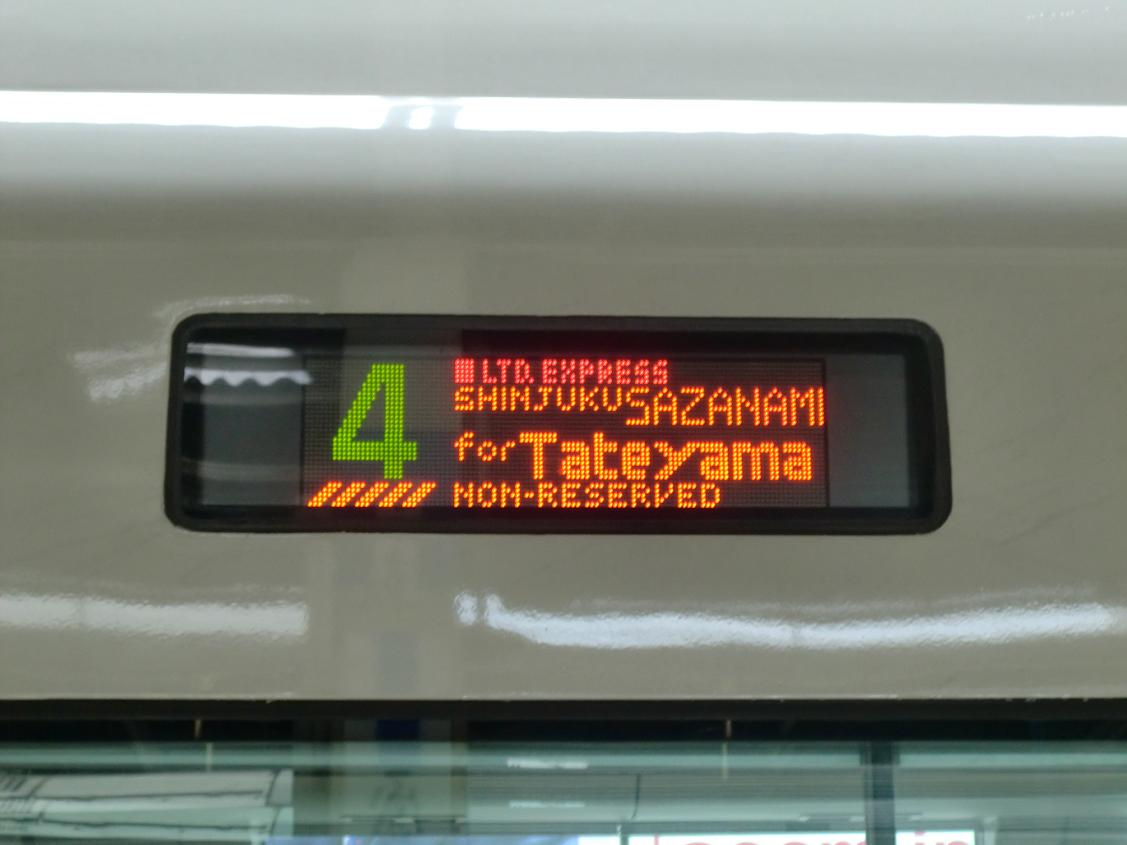 4
LTD. EXPRESS
SHINJUKU SAZANAMI
for Tateyama
NON-RESERVED